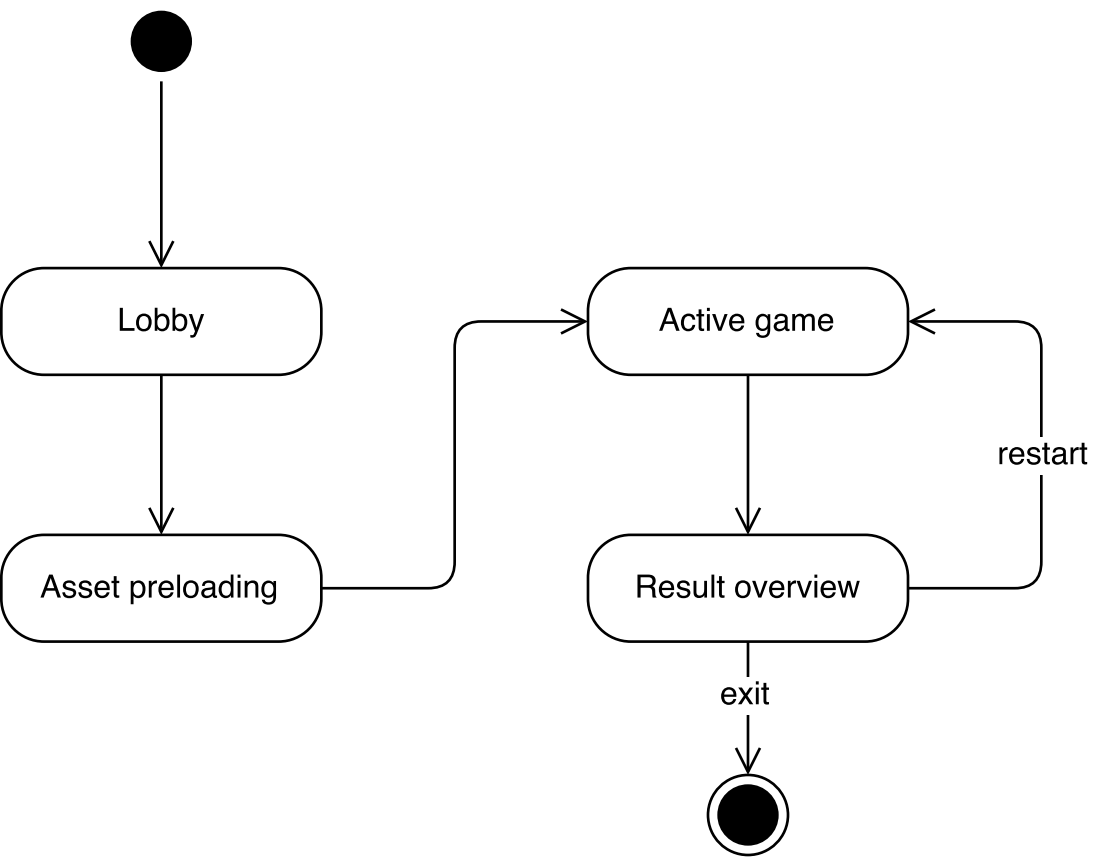 Lobby
Active game
restart
Asset preloading
Result overview
exit